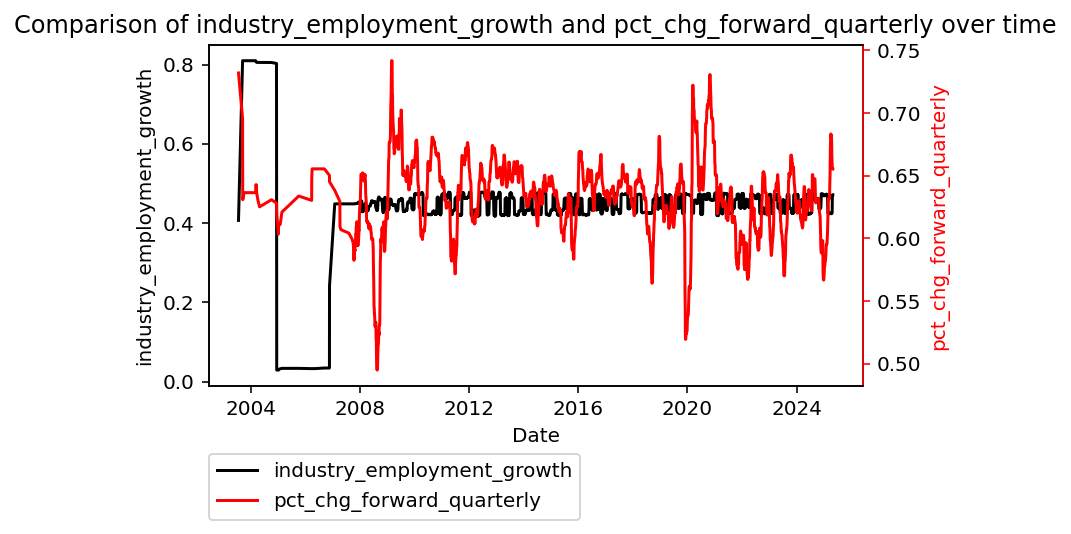 Comparison of industry_employment_growth and pct_chg_forward_quarterly over time
industry_employment_growth
0.8
0.6
0.4
0.2
0.0
0.75
0.70
0.65
0.60
0.55
0.50
pct_chg_forward_quarterly
2004 2008 2012 2016 2020 2024
Date
industry_employment_growth
pct_chg_forward_quarterly